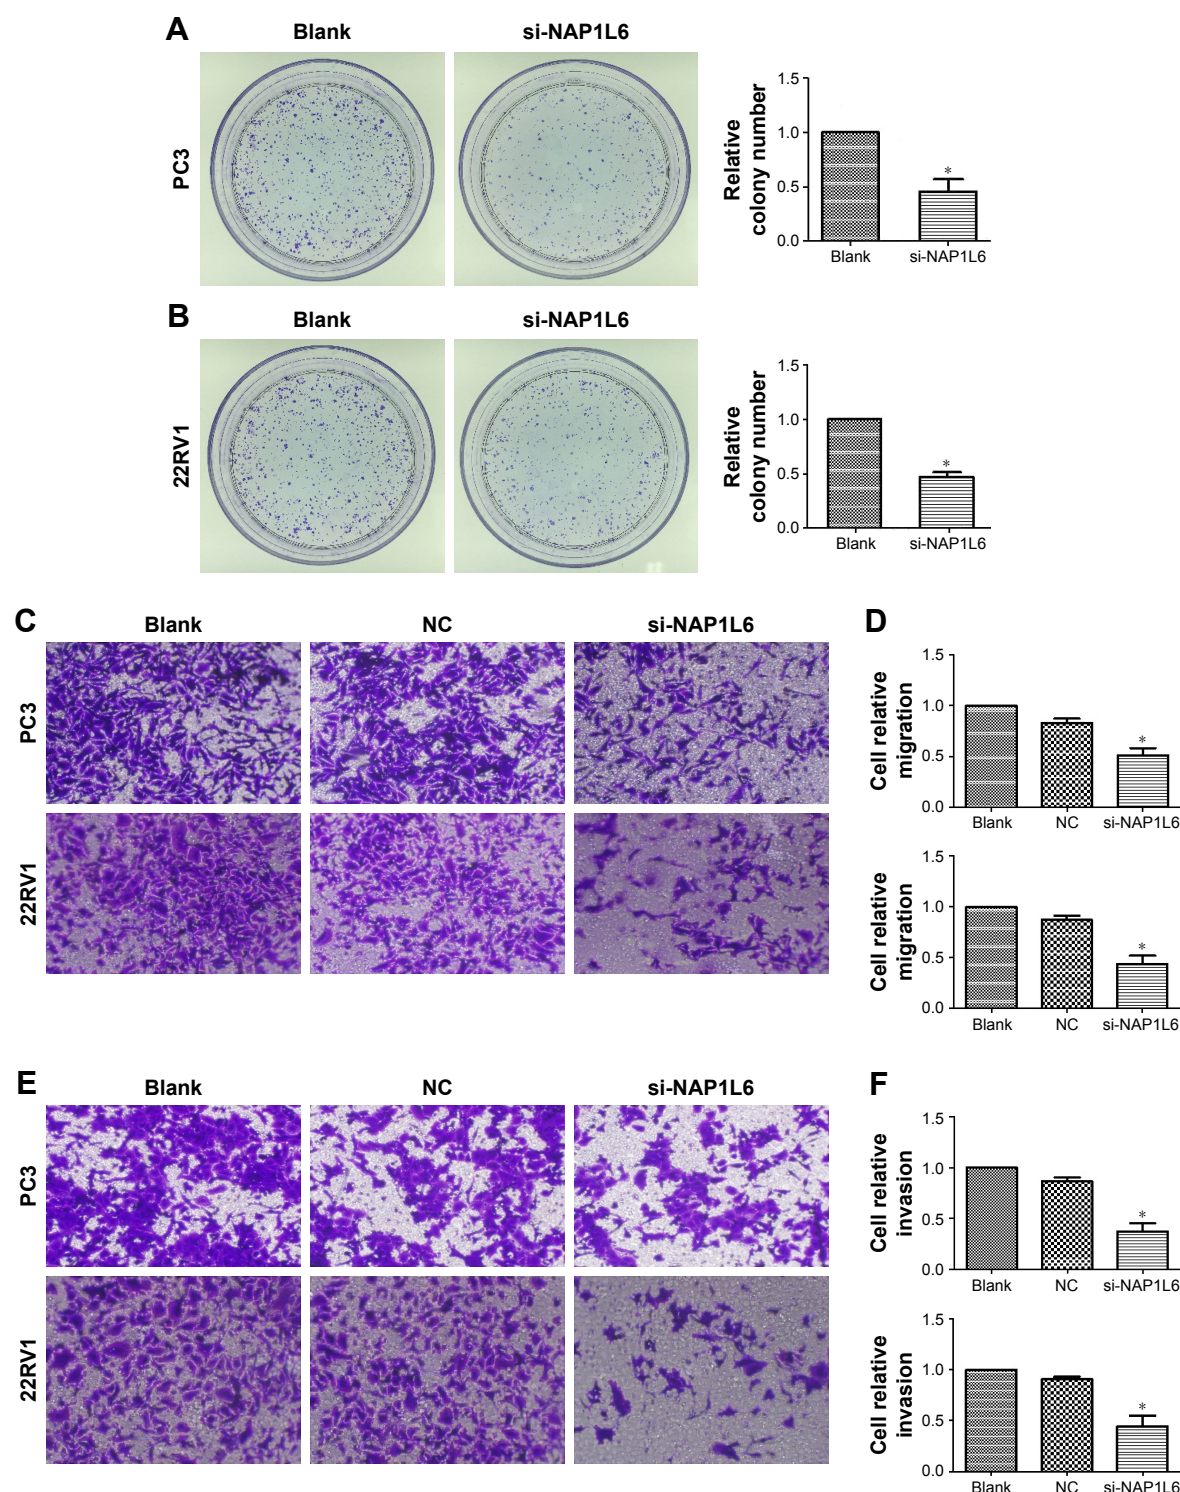 A
Blank
si-NAP1L6
PC3
Relative
colony number
1.5
1.0
0.5
0.0
*
Blank
si-NAP1L6
B
Blank
si-NAP1L6
22RV1
Relative
colony number
1.5
1.0
0.5
0.0
*
Blank
si-NAP1L6
C
Blank
NC
si-NAP1L6
PC3
22RV1
D
Cell relative
migration
1.5
1.0
0.5
0.0
*
Blank
NC
si-NAP1L6
Cell relative
migration
1.5
1.0
0.5
0.0
*
Blank
NC
si-NAP1L6
E
Blank
NC
si-NAP1L6
PC3
22RV1
F
Cell relative
invasion
1.5
1.0
0.5
0.0
*
Blank
NC
si-NAP1L6
Cell relative
invasion
1.5
1.0
0.5
0.0
*
Blank
NC
si-NAP1L6